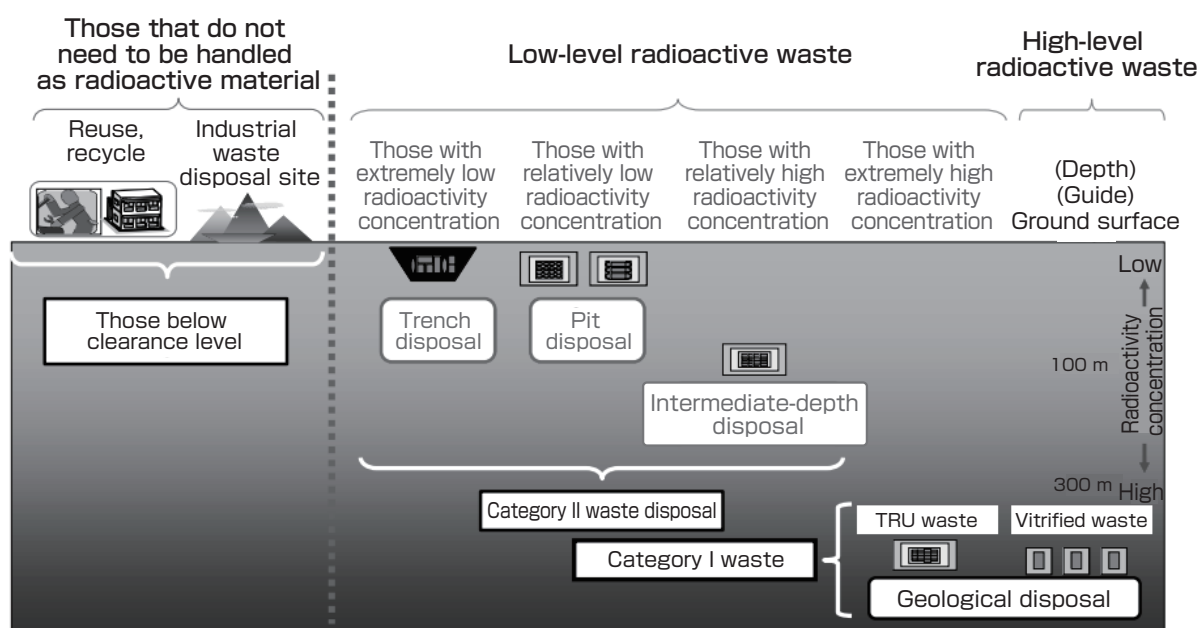 Those that do not
need to be handled
as radioactive material
Low-level radioactive waste
High-level
radioactive waste
Reuse,
recycle
Industrial
waste
disposal site
Those with
extremely low
radioactivity
concentration
Those with
relatively low
radioactivity
concentration
Those with
relatively high
radioactivity
concentration
Those with
extremely high
radioactivity
concentration
(Depth)
(Guide)
Ground surface
Those below
clearance level
Trench
disposal
Pit
disposal
Intermediate-depth
disposal
Low
Radioactivity
concentration
High
100 m
300 m
Category II waste disposal
Category I waste
TRU waste
Vitrified waste
Geological disposal